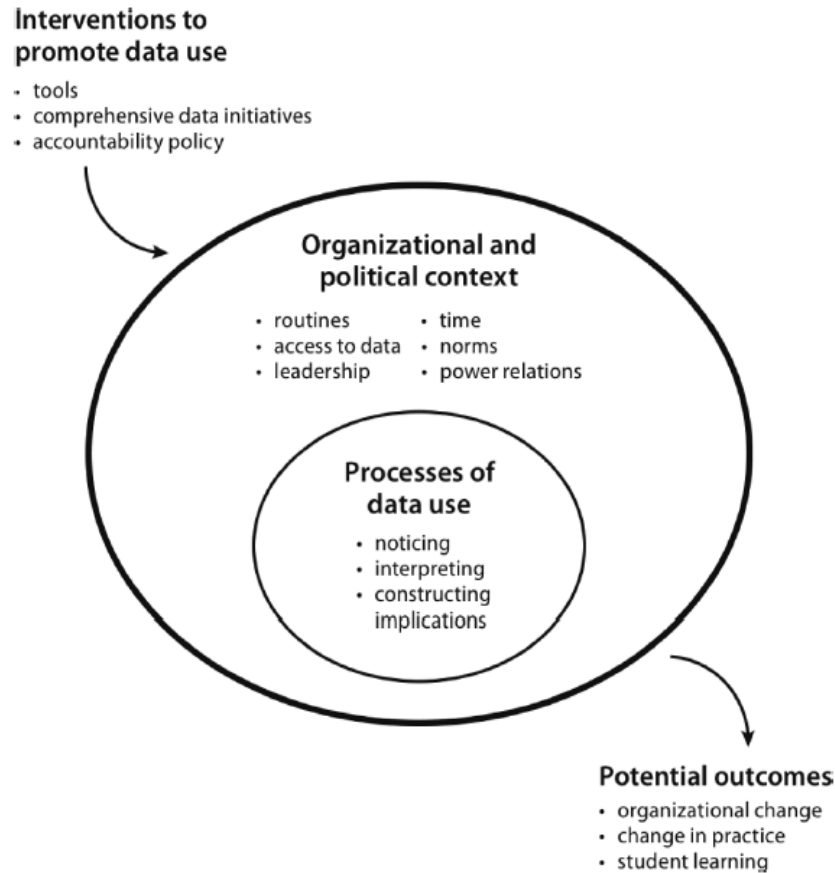 Interventions to
promote data use
• tools
• comprehensive data initiatives
• accountability policy
Organizational and
political context
• routines
• access to data
• leadership
• time
• norms
• power relations
Processes of
data use
• noticing
• interpreting
• constructing
implications
Potential outcomes
• organizational change
• change in practice
• student learning